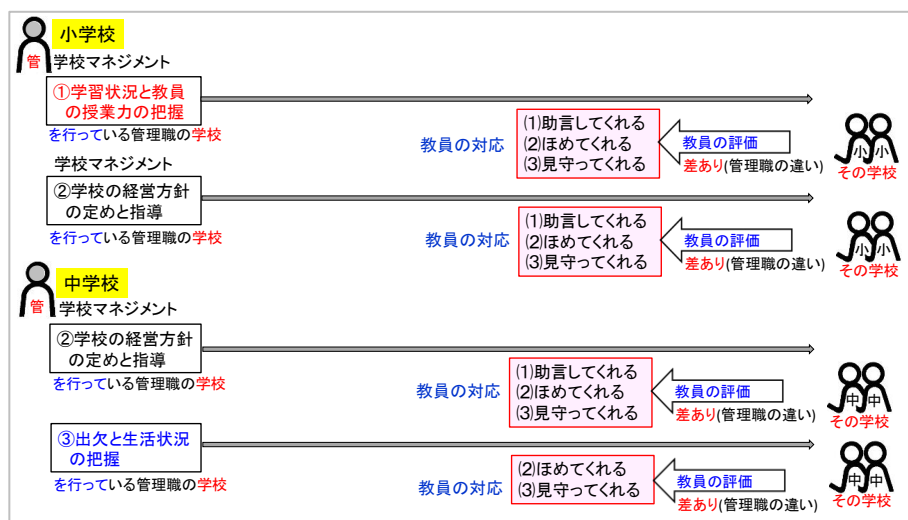 小学校
管 学校マネジメント
①学習状況と教員
の授業力の把握
を行っている管理職の学校
教員の対応
(1)助言してくれる
(2)ほめてくれる
(3)見守ってくれる
教員の評価
差あり(管理職の違い)
小 小
その学校
学校マネジメント
②学校の経営方針
の定めと指導
を行っている管理職の学校
教員の対応
(1)助言してくれる
(2)ほめてくれる
(3)見守ってくれる
教員の評価
差あり(管理職の違い)
小 小
その学校
中学校
管 学校マネジメント
②学校の経営方針
の定めと指導
を行っている管理職の学校
教員の対応
(1)助言してくれる
(2)ほめてくれる
(3)見守ってくれる
教員の評価
差あり(管理職の違い)
中 中
その学校
③出欠と生活状況
の把握
を行っている管理職の学校
教員の対応
(2)ほめてくれる
(3)見守ってくれる
教員の評価
差あり(管理職の違い)
中 中
その学校